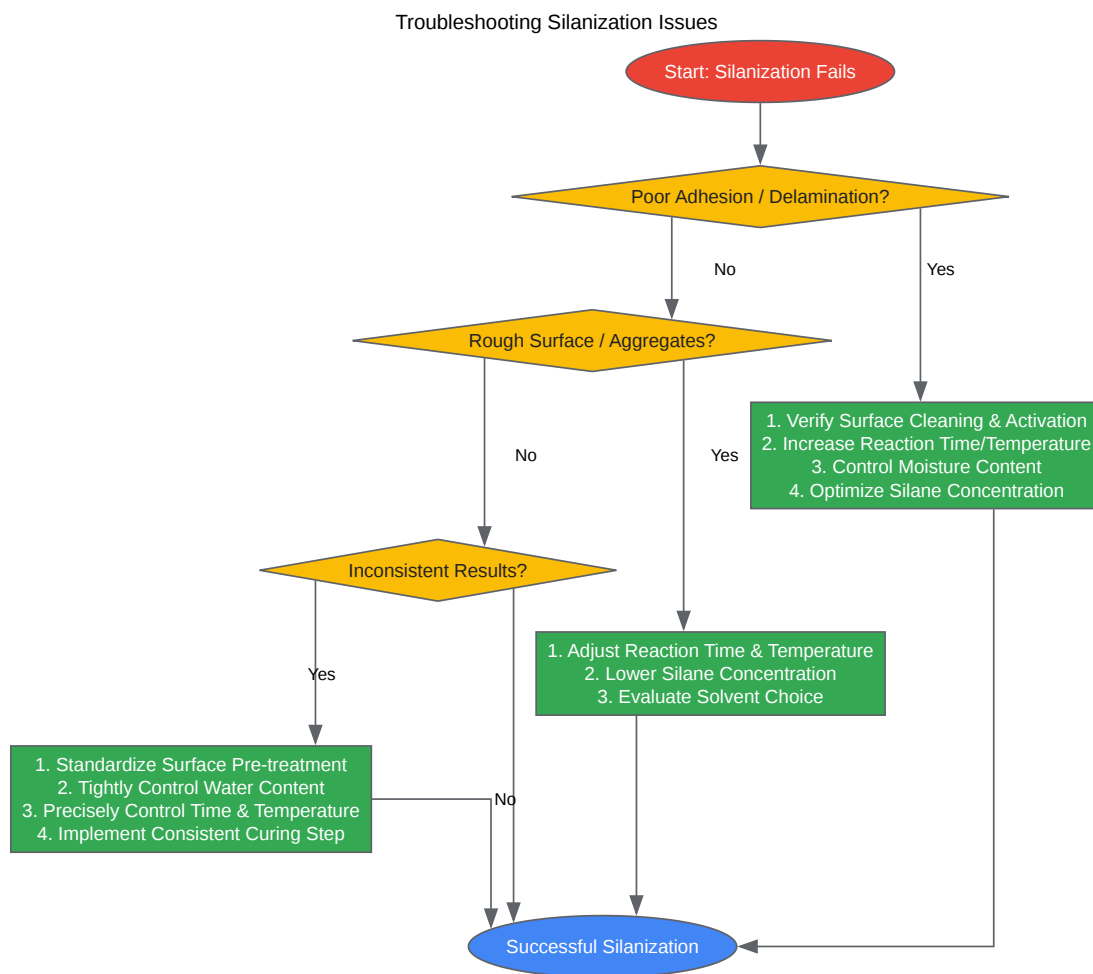 Troubleshooting Silanization Issues
Start: Silanization Fails
Poor Adhesion / Delamination?
No
Yes
Rough Surface / Aggregates?
1. Verify Surface Cleaning & Activation
2. Increase Reaction Time/Temperature
3. Control Moisture Content
4. Optimize Silane Concentration
No
Yes
Inconsistent Results?
1. Adjust Reaction Time & Temperature
2. Lower Silane Concentration
3. Evaluate Solvent Choice
Yes
1. Standardize Surface Pre-treatment
2. Tightly Control Water Content
3. Precisely Control Time & Temperature
4. Implement Consistent Curing Step
No
Successful Silanization